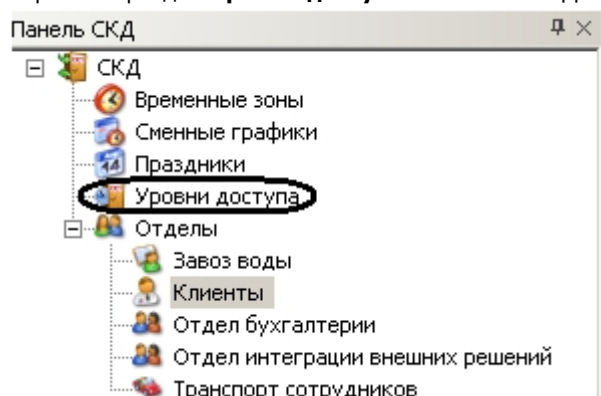 Панель СКД
СКД
Временные зоны
Сменные графики
Праздники
Уровни доступа
Отделы
Завоз воды
Клиенты
Отдел бухгалтерии
Отдел интеграции внешних решений
Транспорт сотрудников